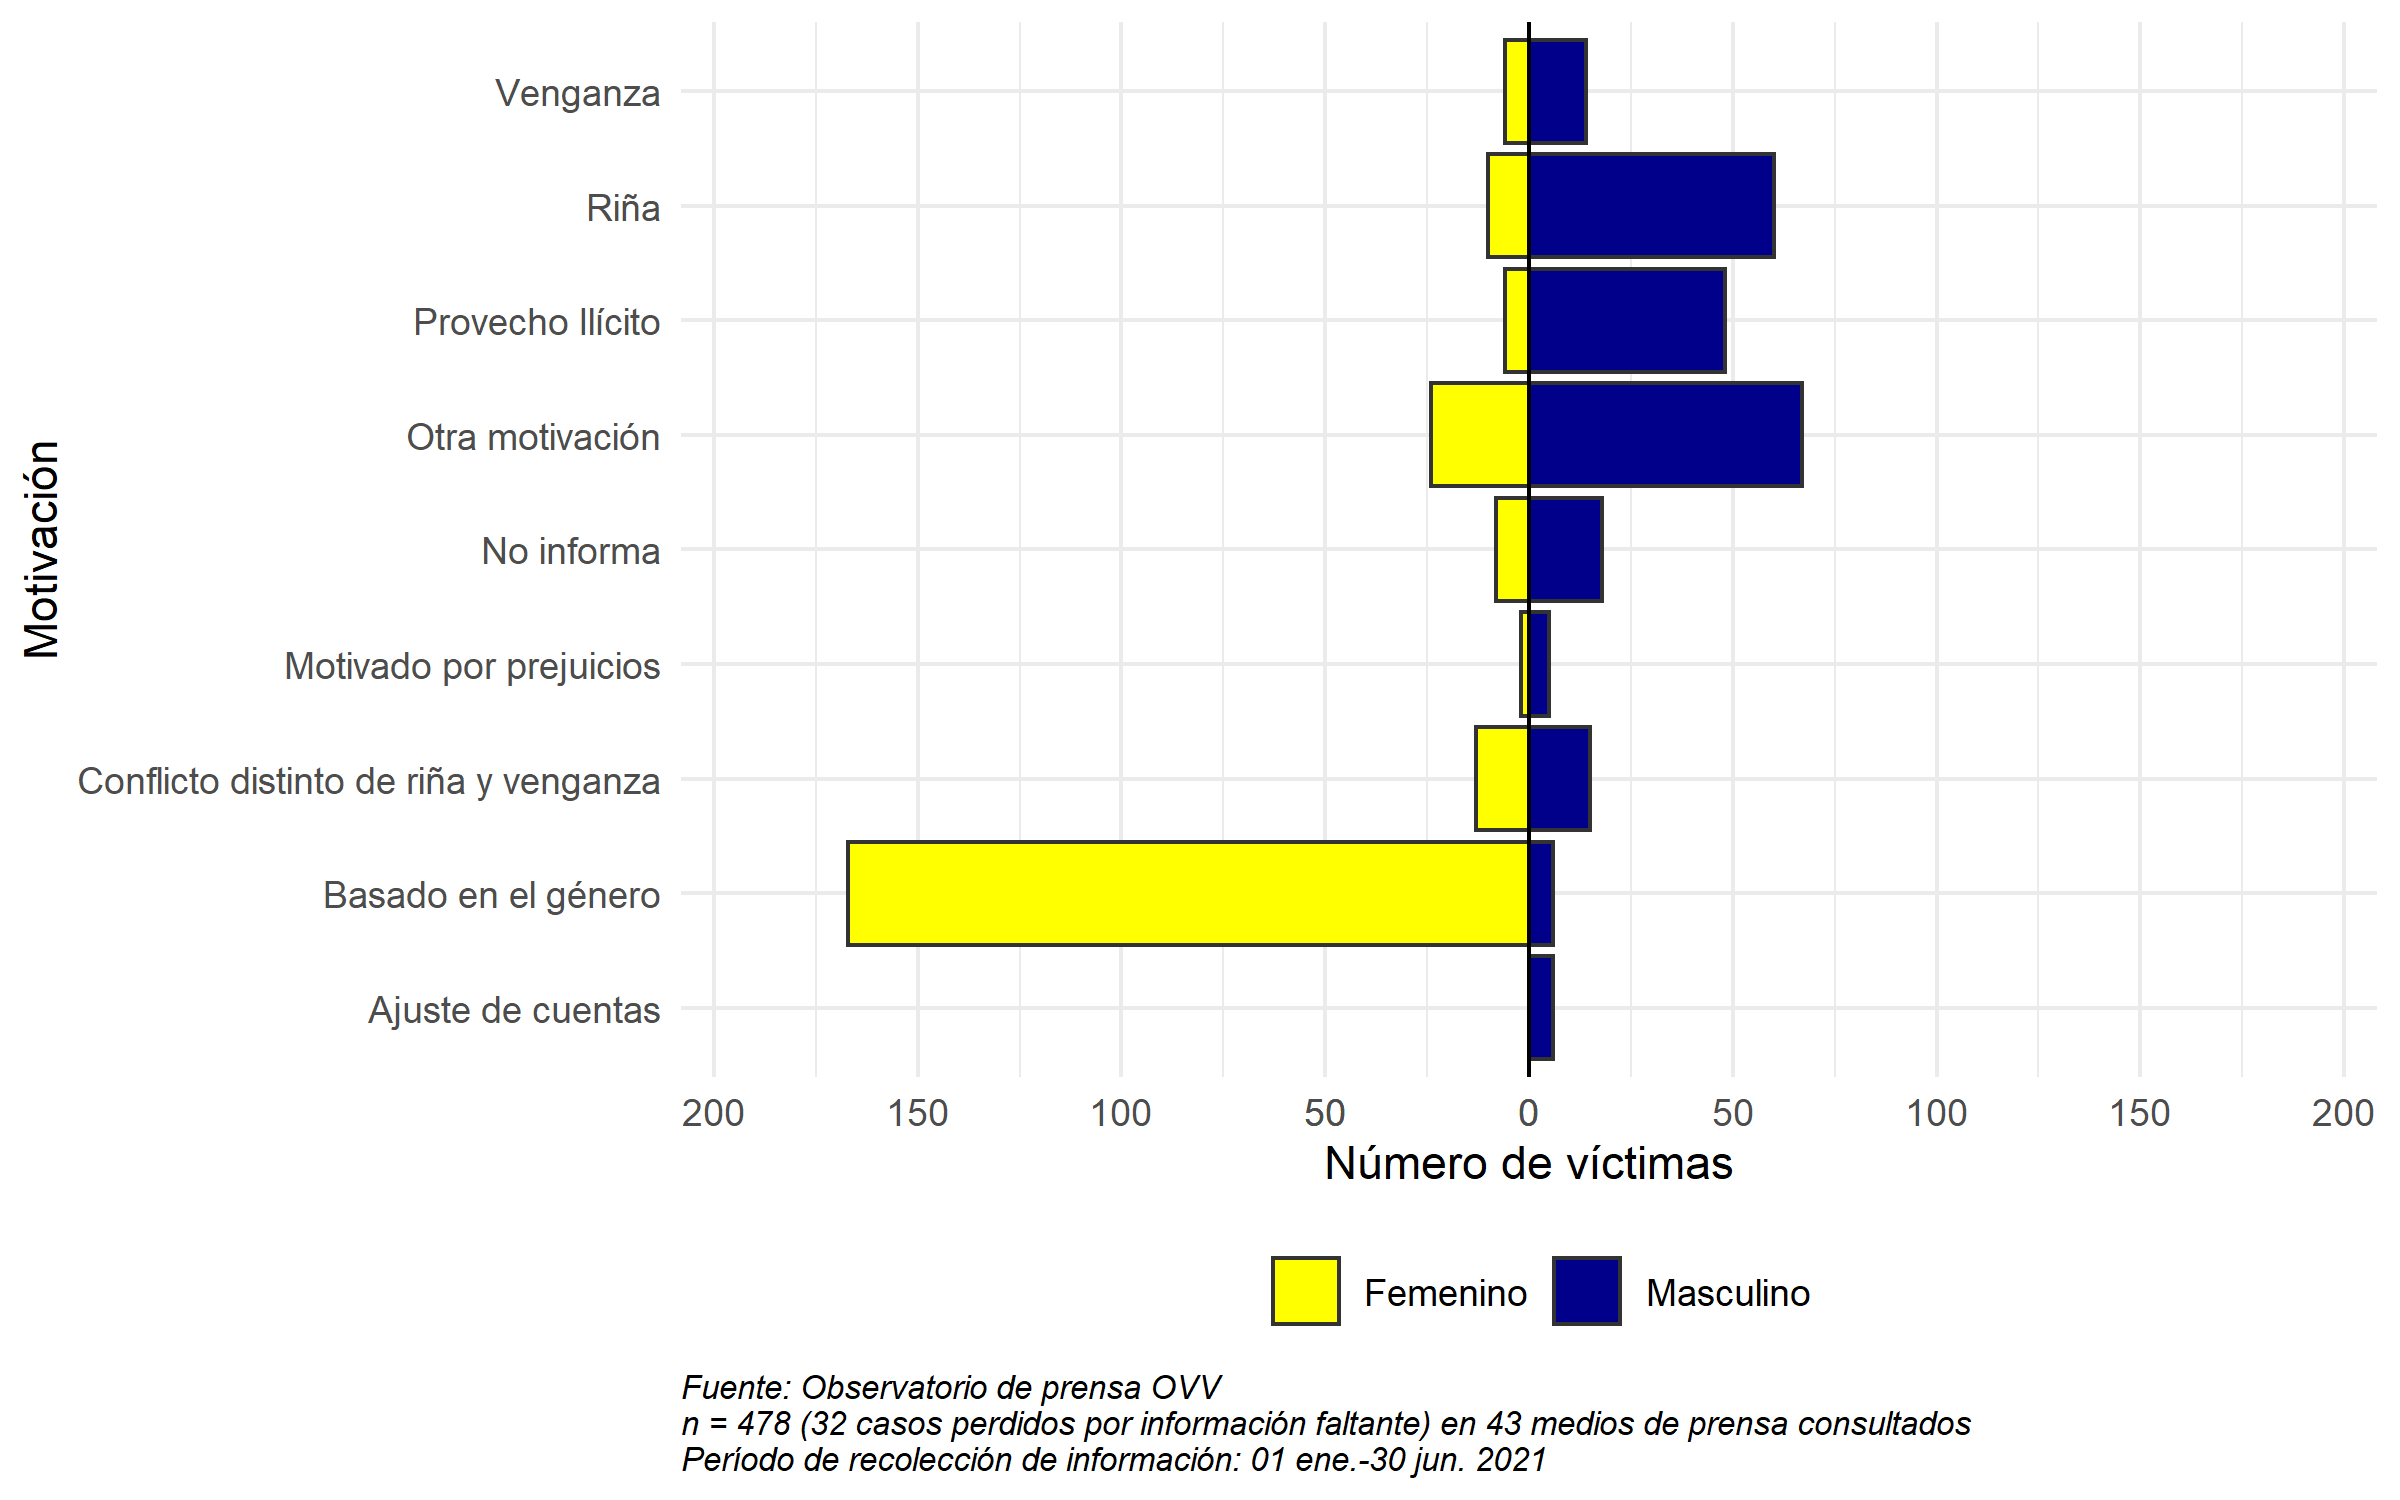 Motivación
Venganza
Riña
Provecho Ilícito
Otra motivación
No informa
Motivado por prejuicios
Conflicto distinto de riña y venganza
Basado en el género
Ajuste de cuentas
200 150 100 50 0 50 100 150 200
Número de víctimas
Femenino Masculino
Fuente: Observatorio de prensa OVV
n = 478 (32 casos perdidos por información faltante) en 43 medios de prensa consultados
Período de recolección de información: 01 ene.-30 jun. 2021